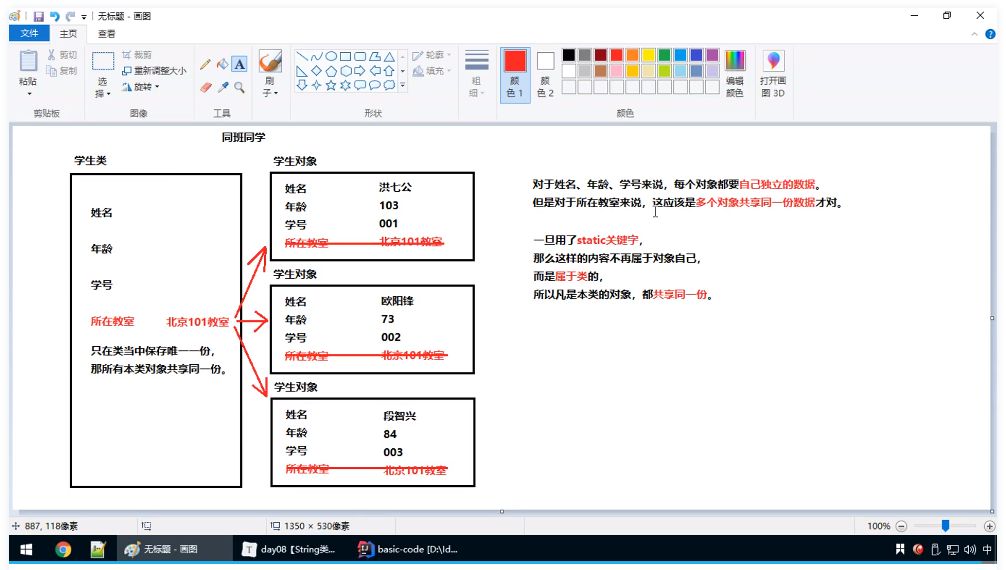 无标题 - 画图
文件
主页
查看
粘贴
剪切
复制
剪贴板
选择
裁剪
重新调整大小
旋转
图像
工具
刷子
形状
轮廓
填充
粗细
颜色 1
颜色 2
颜色
编辑颜色
打开画图 3D
同班同学
学生类
姓名
年龄
学号
所在教室 北京101教室
只在类当中保存唯一一份，
那所有本类对象共享同一份。
学生对象
姓名 洪七公
年龄 103
学号 001
所在教室 北京101教室
学生对象
姓名 欧阳锋
年龄 73
学号 002
所在教室 北京101教室
学生对象
姓名 段智兴
年龄 84
学号 003
所在教室 北京101教室
对于姓名、年龄、学号来说，每个对象都要自己独立的数据。
但是对于所在教室来说，这应该是多个对象共享同一份数据才对。
一旦用了static关键字，
那么这样的内容不再属于对象自己，
而是属于类的，
所以凡是本类的对象，都共享同一份。
887, 118像素
1350 × 530像素
100%
无标题 - 画图
day08【String类...
basic-code [D:\Id...
中